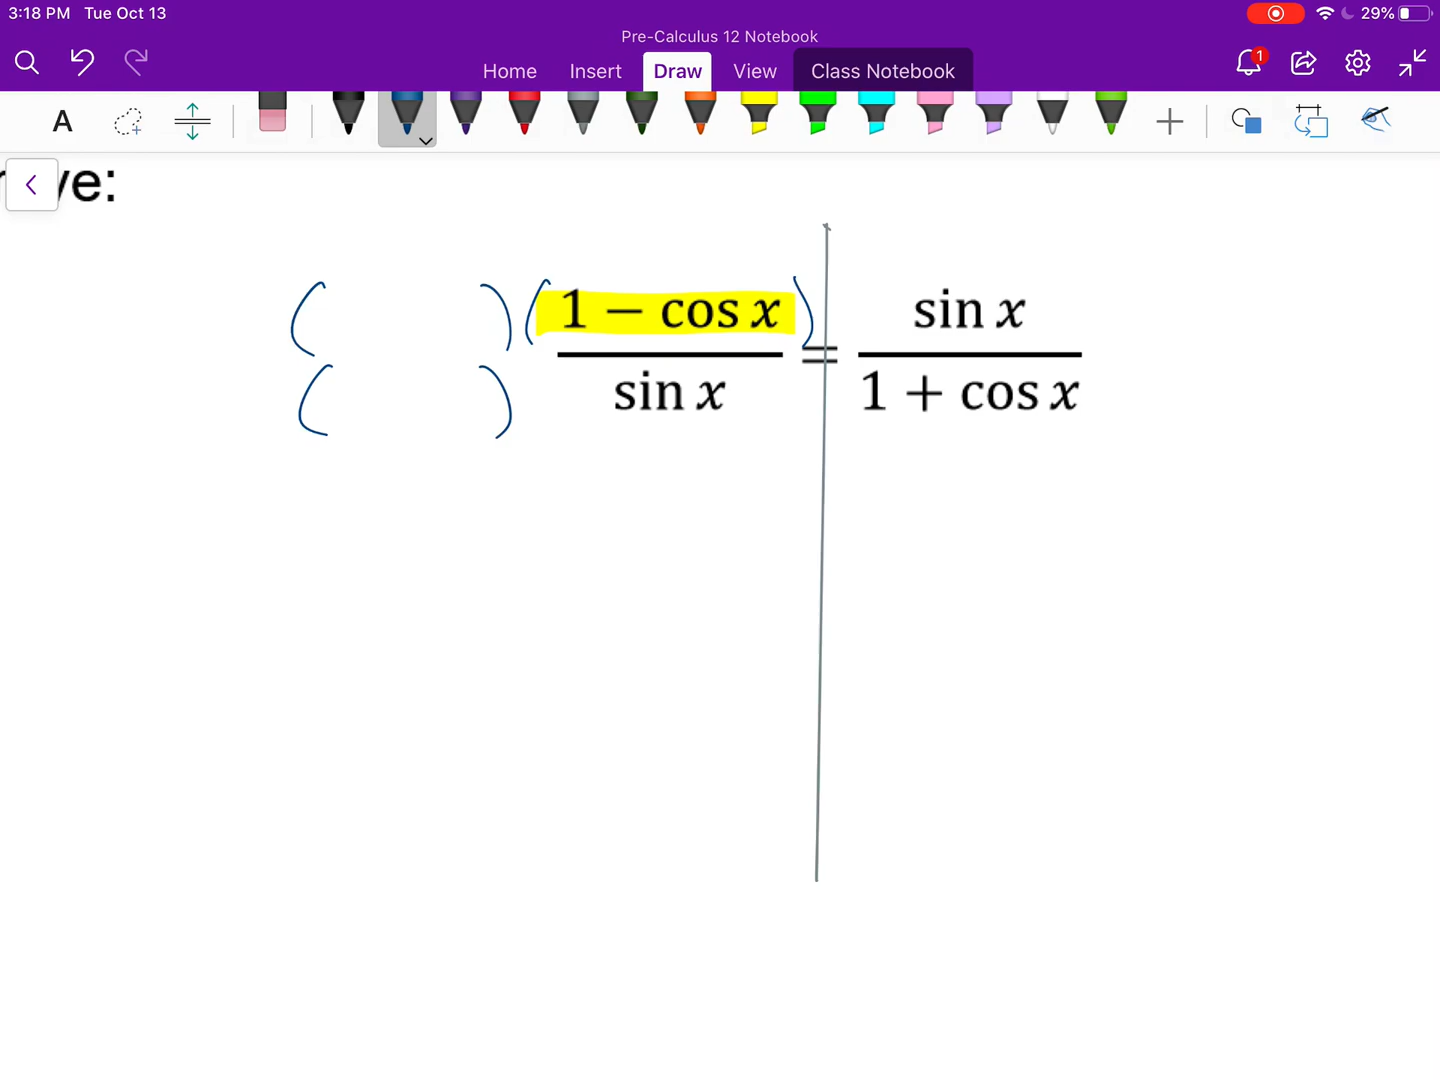 3:18 PM Tue Oct 13 29%
Pre-Calculus 12 Notebook
Home Insert Draw View Class Notebook 1
A
ve:
( )(1 − cos x) / ( ) sin x = sin x / 1 + cos x